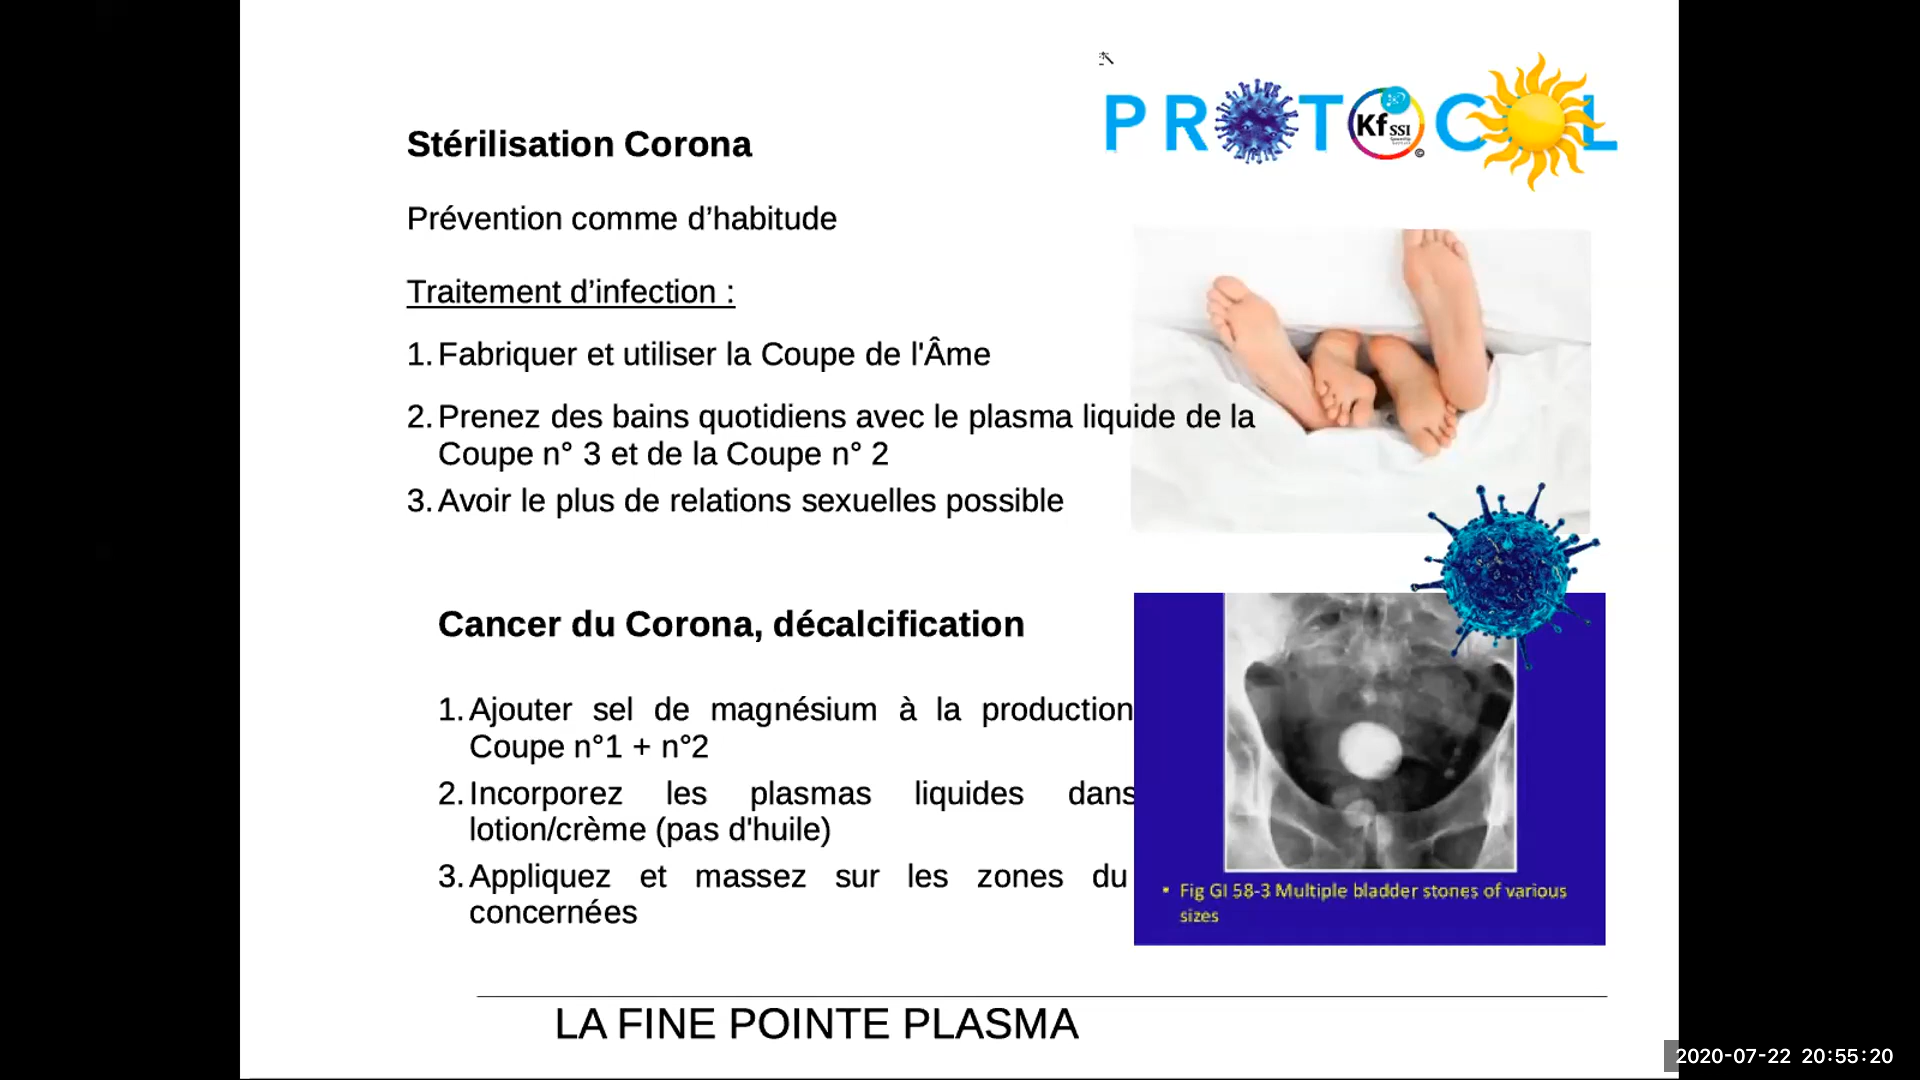 PROTOCOL
Kf SSI
©
Stérilisation Corona
Prévention comme d’habitude
Traitement d’infection :
1. Fabriquer et utiliser la Coupe de l'Âme
2. Prenez des bains quotidiens avec le plasma liquide de la
Coupe n° 3 et de la Coupe n° 2
3. Avoir le plus de relations sexuelles possible
Cancer du Corona, décalcification
1. Ajouter sel de magnésium à la production
Coupe n°1 + n°2
2. Incorporez les plasmas liquides dans
lotion/crème (pas d'huile)
3. Appliquez et massez sur les zones du
concernées
• Fig GI 58-3 Multiple bladder stones of various
sizes
LA FINE POINTE PLASMA
2020-07-22 20:55:20